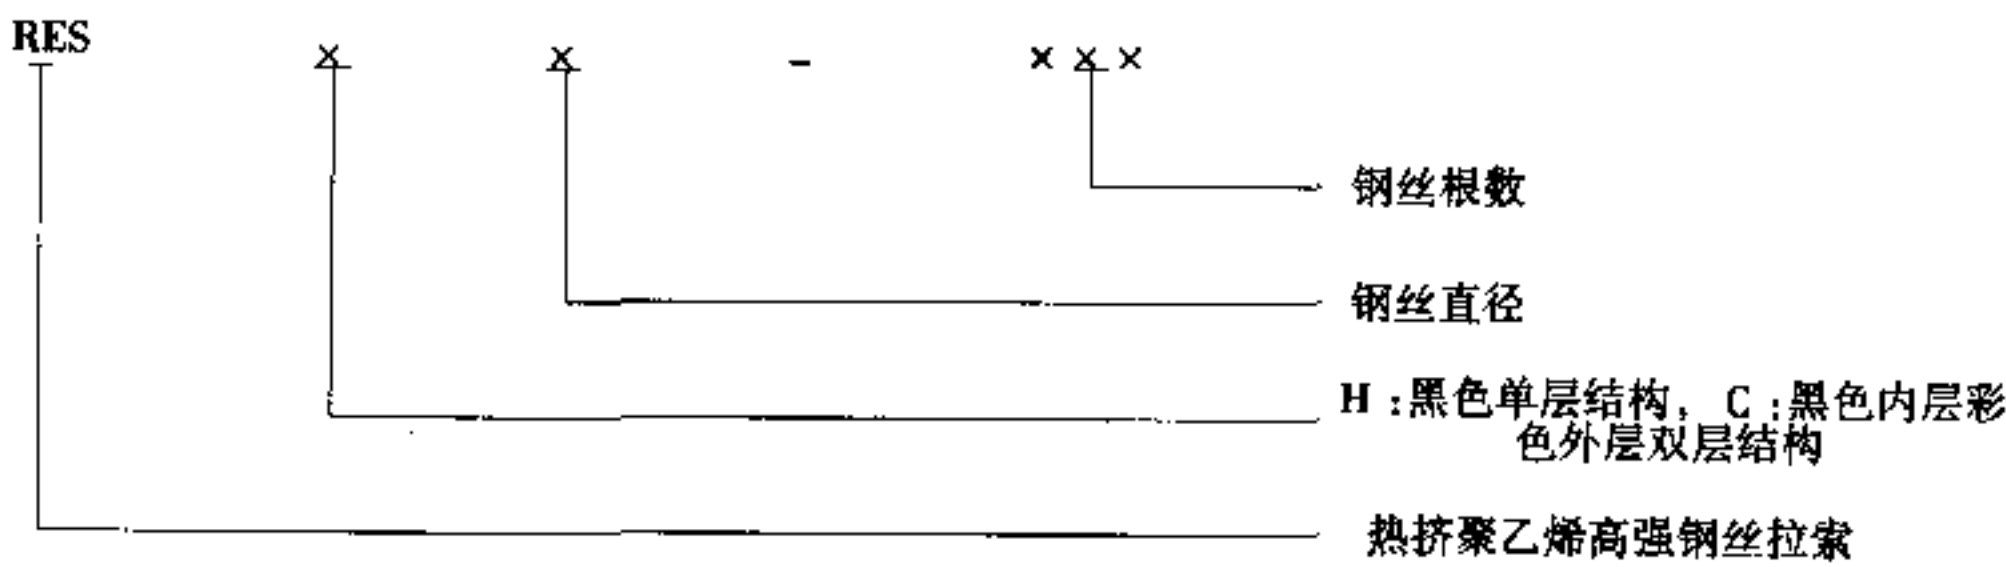 RES × × - ×××
钢丝根数
钢丝直径
H:黑色单层结构,C:黑色内层彩
色外层双层结构
热挤聚乙烯高强钢丝拉索